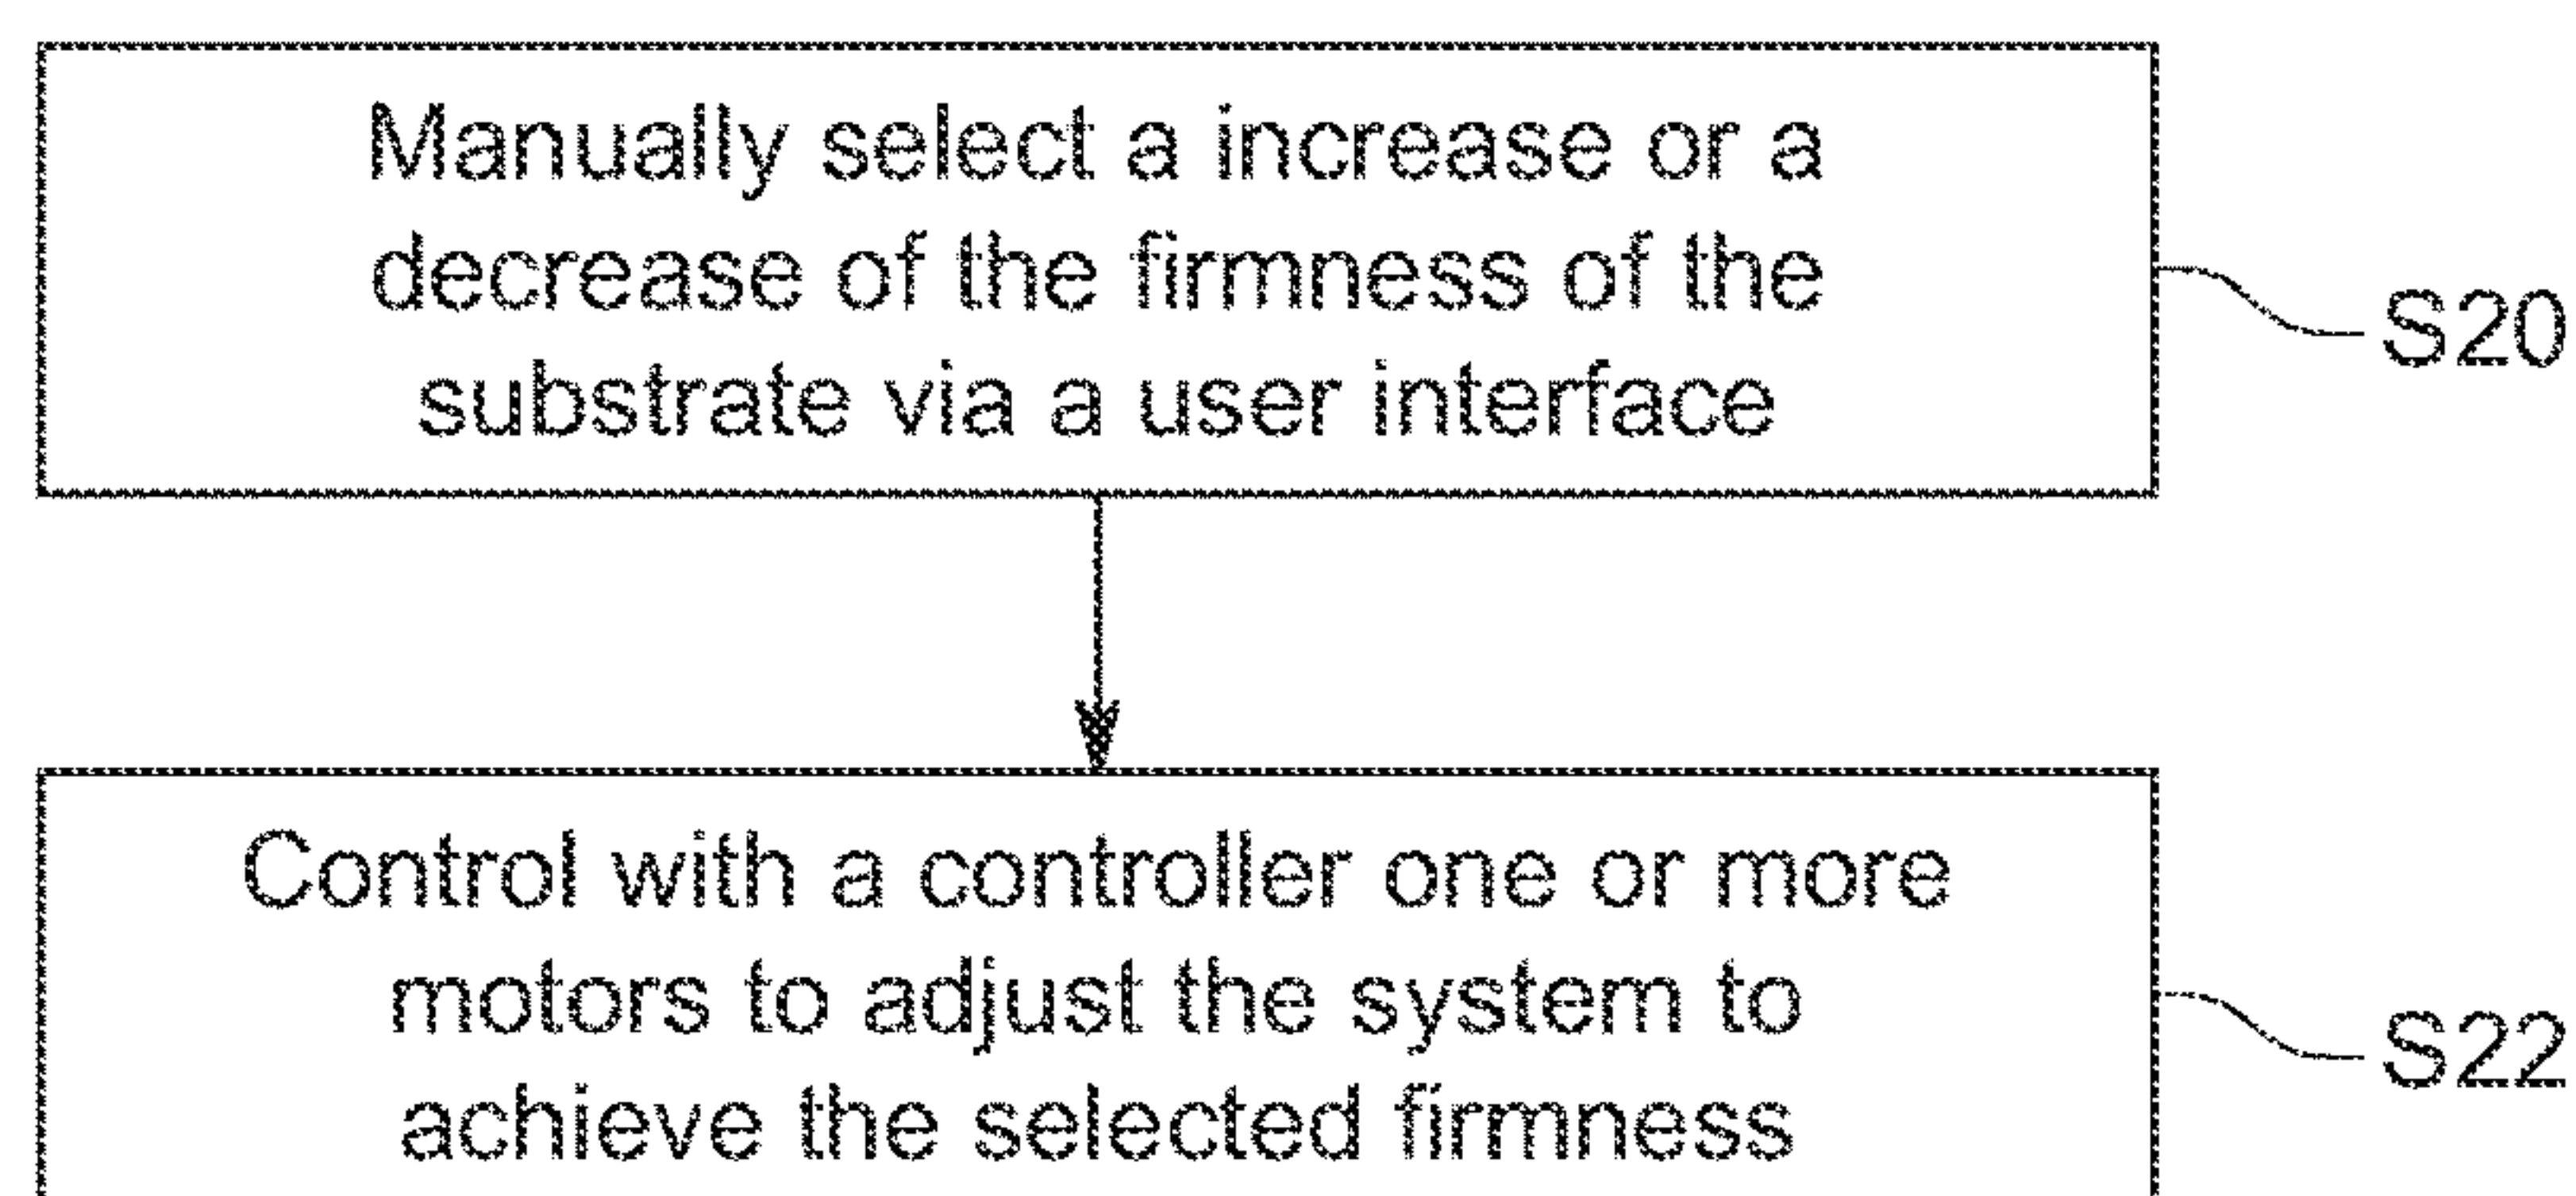 Manually select a increase or a
decrease of the firmness of the
substrate via a user interface
S20
Control with a controller one or more
motors to adjust the system to
achieve the selected firmness
S22